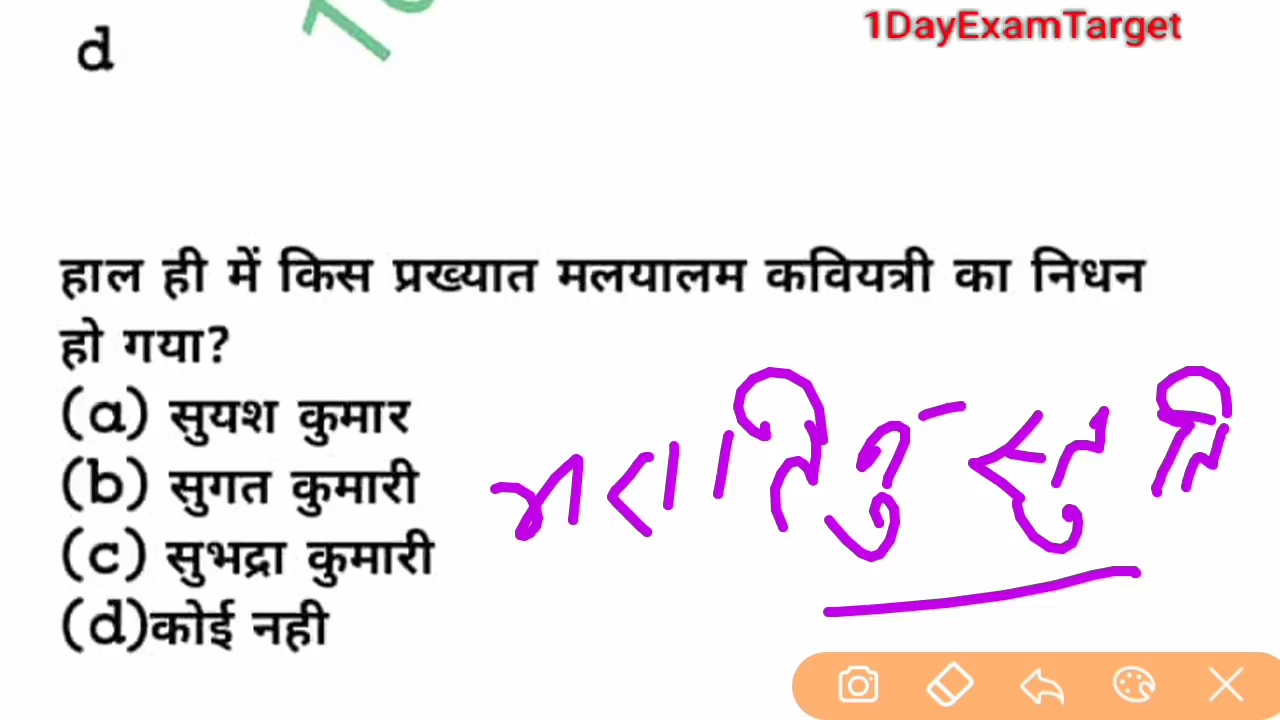 1DayExamTarget
d
हाल ही में किस प्रख्यात मलयालम कवियत्री का निधन
हो गया?
(a) सुयश कुमार
(b) सुगत कुमारी
(c) सुभद्रा कुमारी
(d)कोई नही